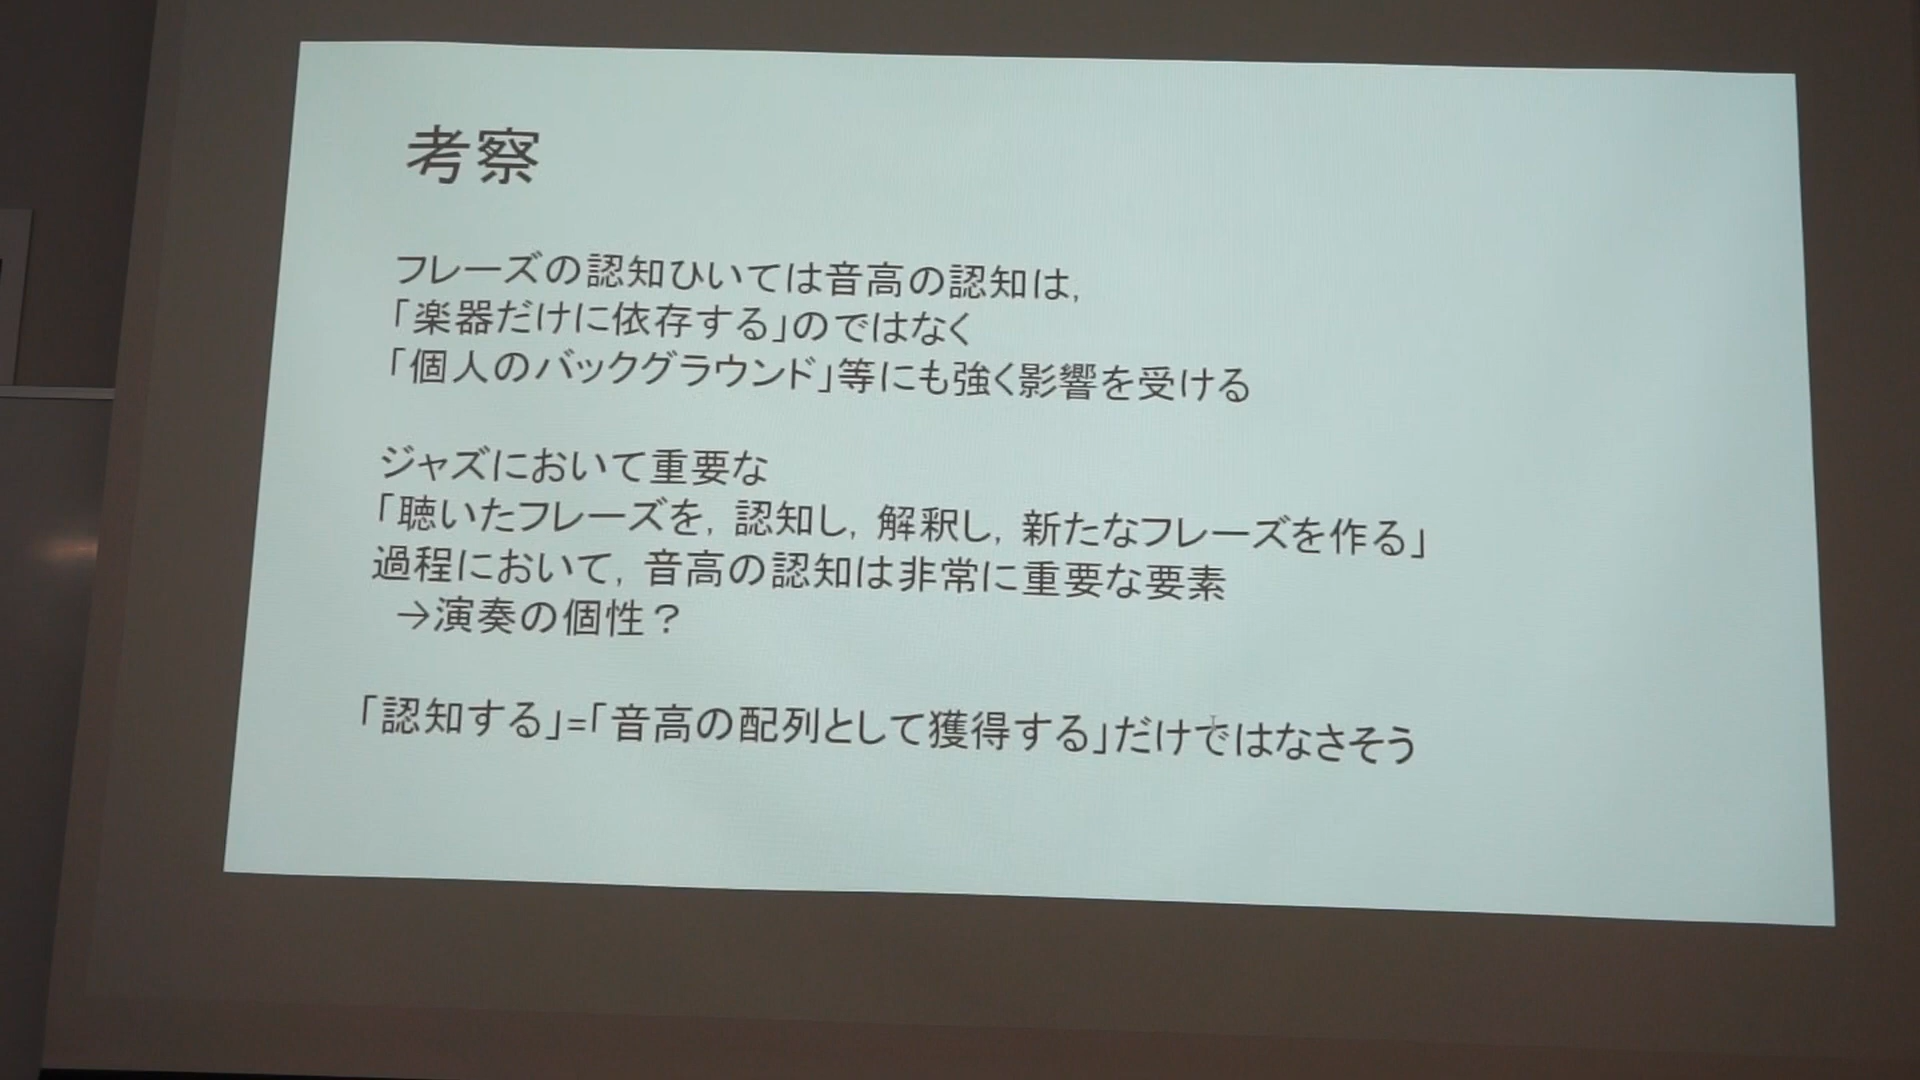 考察
フレーズの認知ひいては音高の認知は,
「楽器だけに依存する」のではなく
「個人のバックグラウンド」等にも強く影響を受ける
ジャズにおいて重要な
「聴いたフレーズを, 認知し, 解釈し, 新たなフレーズを作る」
過程において, 音高の認知は非常に重要な要素
→演奏の個性？
「認知する」=「音高の配列として獲得する」だけではなさそう